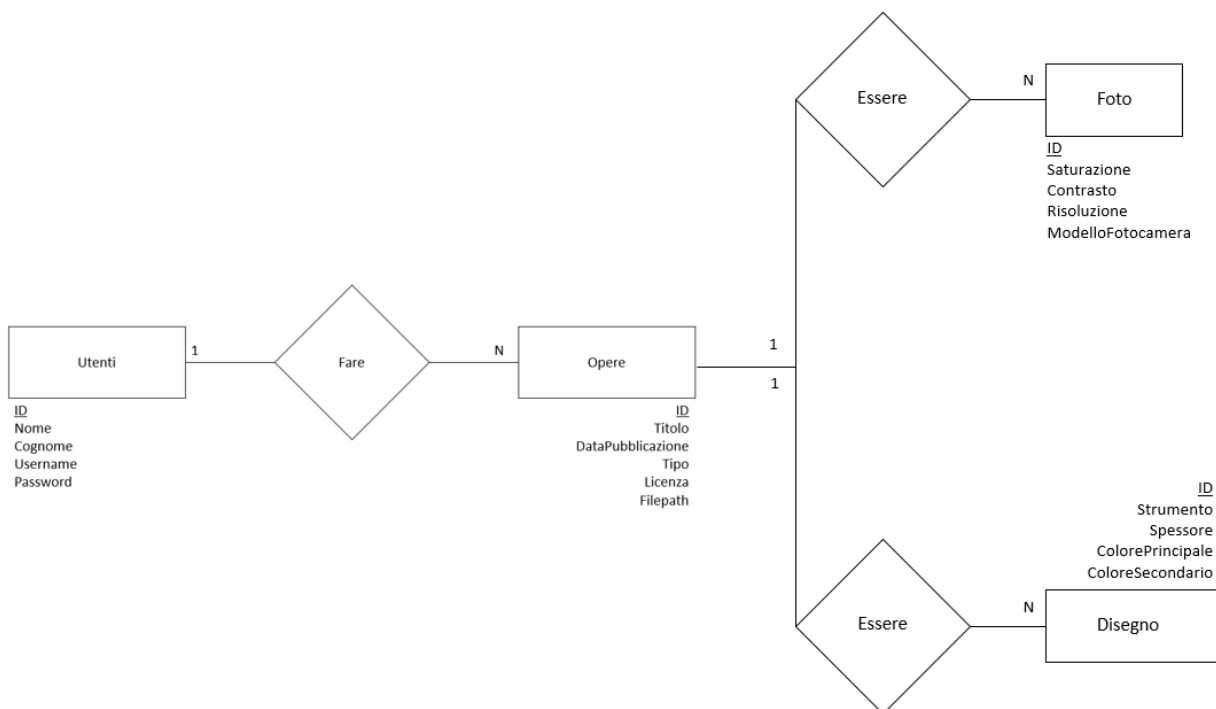 Essere
N
Foto
ID
Saturazione
Contrasto
Risoluzione
ModelloFotocamera
Utenti
1
Fare
N
Opere
1
1
ID
Nome
Cognome
Username
Password
ID
Titolo
DataPubblicazione
Tipo
Licenza
Filepath
ID
Strumento
Spessore
ColorePrincipale
ColoreSecondario
Essere
N
Disegno